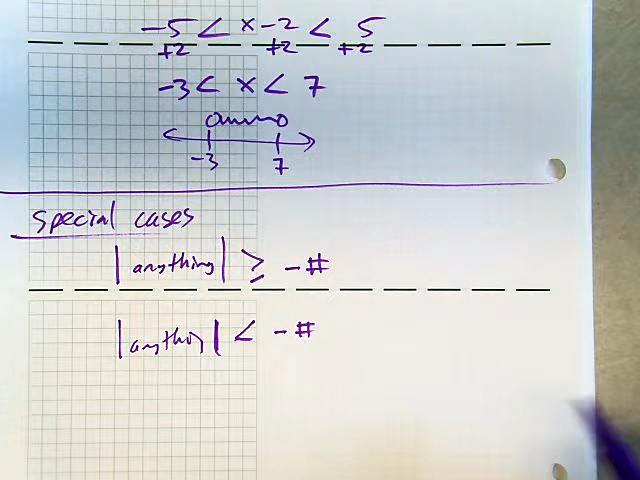 -5 < x-2 < 5
+2 +2 +2
-3 < x < 7
-3 7
special cases
|anything| ≥ -#
|anything| < -#